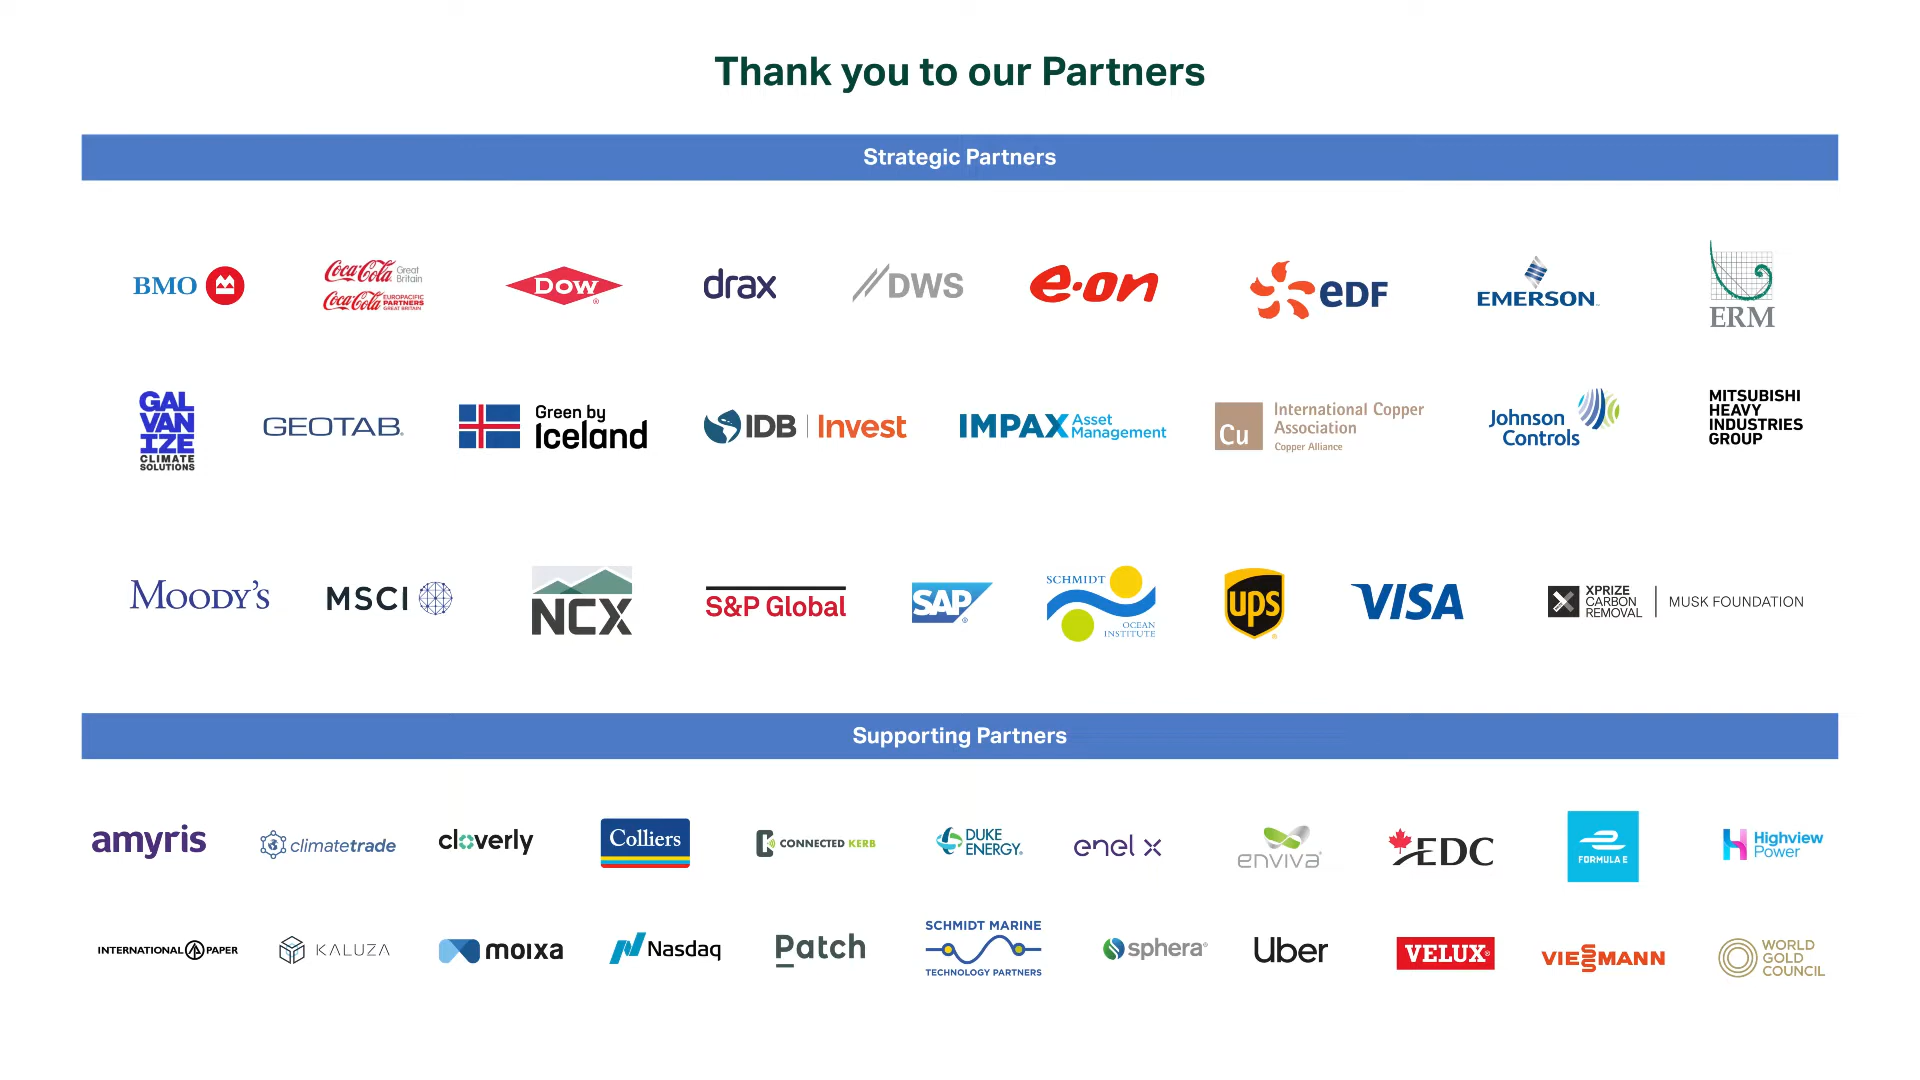 Thank you to our Partners
Strategic Partners
BMO
Coca-Cola Great Britain
Coca-Cola EUROPACIFIC PARTNERS GREAT BRITAIN
DOW®
drax
DWS
e·on
eDF
EMERSON™
ERM
GALVANIZE CLIMATE SOLUTIONS
GEOTAB®
Green by Iceland
IDB | Invest
IMPAX Asset Management
Cu International Copper Association Copper Alliance
Johnson Controls
MITSUBISHI HEAVY INDUSTRIES GROUP
MOODY'S
MSCI
NCX
S&P Global
SAP®
SCHMIDT OCEAN INSTITUTE
ups®
VISA
XPRIZE CARBON REMOVAL | MUSK FOUNDATION
Supporting Partners
amyris
climatetrade
cloverly
Colliers
CONNECTED KERB
DUKE ENERGY®
enel x
enviva®
EDC
FORMULA E
Highview Power
INTERNATIONAL PAPER
KALUZA
moixa
Nasdaq
Patch
SCHMIDT MARINE TECHNOLOGY PARTNERS
sphera®
Uber
VELUX®
VIESSMANN
WORLD GOLD COUNCIL